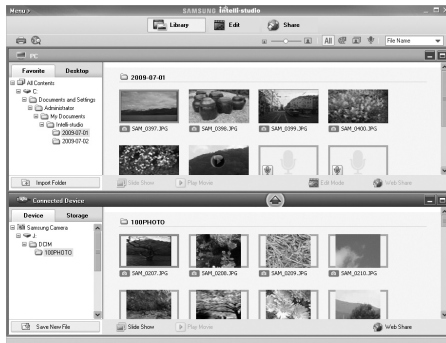 Menu >
SAMSUNG Intelli-studio
Library
Edit
Share
All
File Name
PC
Favorite
Desktop
2009-07-01
All Contents
C:
Documents and Settings
Administrator
My Documents
Intelli-studio
2009-07-01
2009-07-02
SAM_0397.JPG
SAM_0398.JPG
SAM_0399.JPG
SAM_0400.JPG
Import Folder
Slide Show
Play Movie
Edit Mode
Web Share
Connected Device
Device
Storage
100PHOTO
Samsung Camera
J:
DCIM
100PHOTO
SAM_0207.JPG
SAM_0208.JPG
SAM_0209.JPG
SAM_0210.JPG
Save New File
Slide Show
Play Movie
Web Share